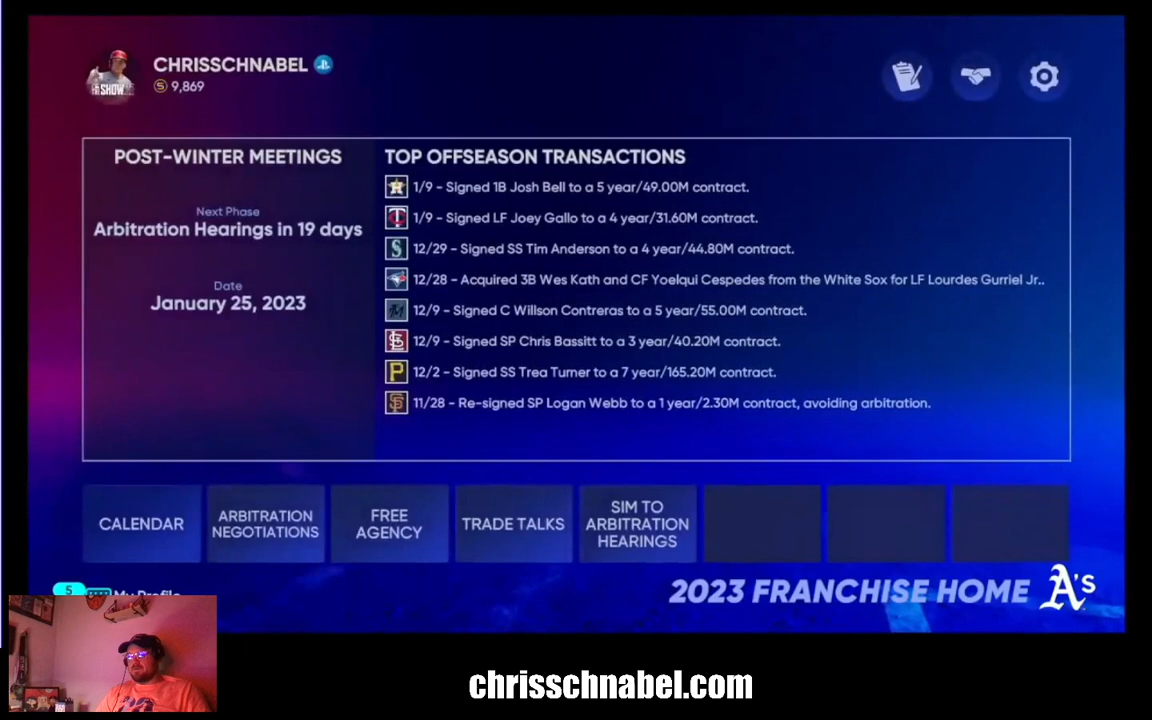 CHRISSCHNABEL
9,869
SHOW
POST-WINTER MEETINGS
Next Phase
Arbitration Hearings in 19 days
Date
January 25, 2023
TOP OFFSEASON TRANSACTIONS
1/9 - Signed 1B Josh Bell to a 5 year/49.00M contract.
1/9 - Signed LF Joey Gallo to a 4 year/31.60M contract.
12/29 - Signed SS Tim Anderson to a 4 year/44.80M contract.
12/28 - Acquired 3B Wes Kath and CF Yoelqui Cespedes from the White Sox for LF Lourdes Gurriel Jr..
12/9 - Signed C Willson Contreras to a 5 year/55.00M contract.
12/9 - Signed SP Chris Bassitt to a 3 year/40.20M contract.
12/2 - Signed SS Trea Turner to a 7 year/165.20M contract.
11/28 - Re-signed SP Logan Webb to a 1 year/2.30M contract, avoiding arbitration.
CALENDAR
ARBITRATION
NEGOTIATIONS
FREE
AGENCY
TRADE TALKS
SIM TO
ARBITRATION
HEARINGS
5
My Profile
2023 FRANCHISE HOME A's
chrisschnabel.com